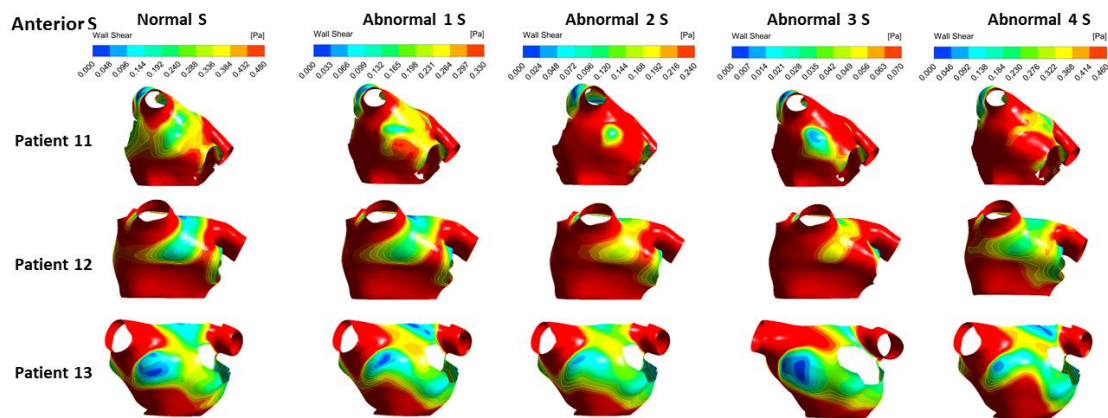 Anterior S
Normal S
Abnormal 1 S
Abnormal 2 S
Abnormal 3 S
Abnormal 4 S
Wall Shear [Pa]
0.000 0.048 0.096 0.144 0.192 0.240 0.288 0.336 0.384 0.432 0.480
Wall Shear [Pa]
0.000 0.033 0.066 0.099 0.132 0.165 0.198 0.231 0.264 0.297 0.330
Wall Shear [Pa]
0.000 0.024 0.048 0.072 0.096 0.120 0.144 0.168 0.192 0.216 0.240
Wall Shear [Pa]
0.000 0.007 0.014 0.021 0.028 0.035 0.042 0.049 0.056 0.063 0.070
Wall Shear [Pa]
0.000 0.046 0.092 0.138 0.184 0.230 0.276 0.322 0.368 0.414 0.460
Patient 11
Patient 12
Patient 13